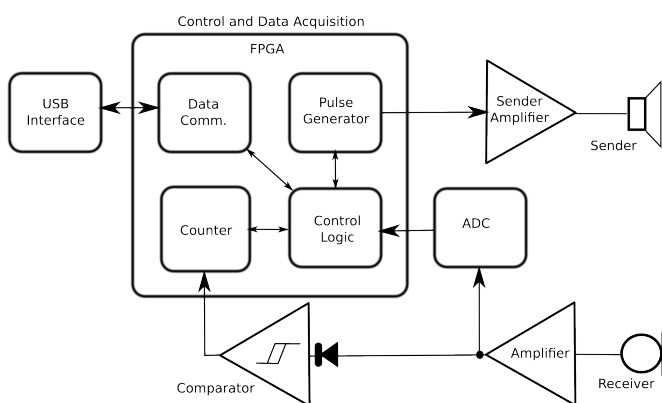 Control and Data Acquisition
FPGA
USB
Interface
Data
Comm.
Pulse
Generator
Sender
Amplifier
Sender
Counter
Control
Logic
ADC
Comparator
Amplifier
Receiver